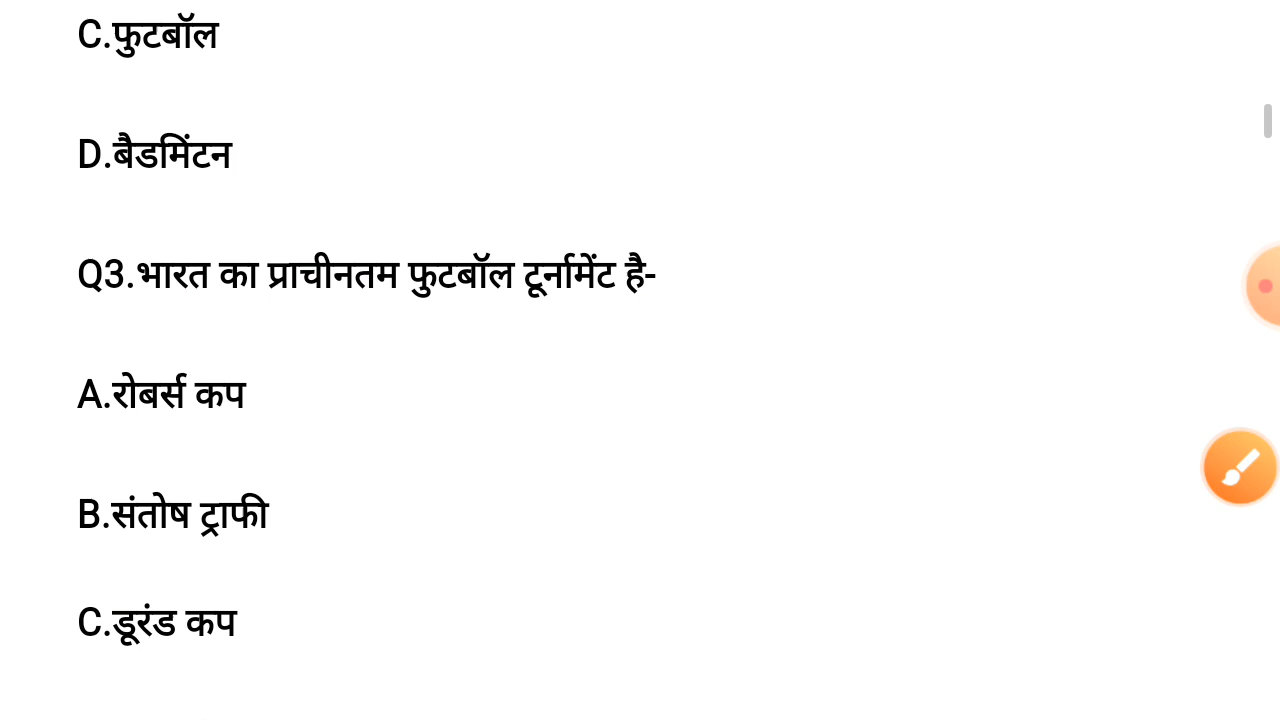 C.फुटबॉल
D.बैडमिंटन
Q3.भारत का प्राचीनतम फुटबॉल टूर्नामेंट है-
A.रोबर्स कप
B.संतोष ट्राफी
C.डूरंड कप